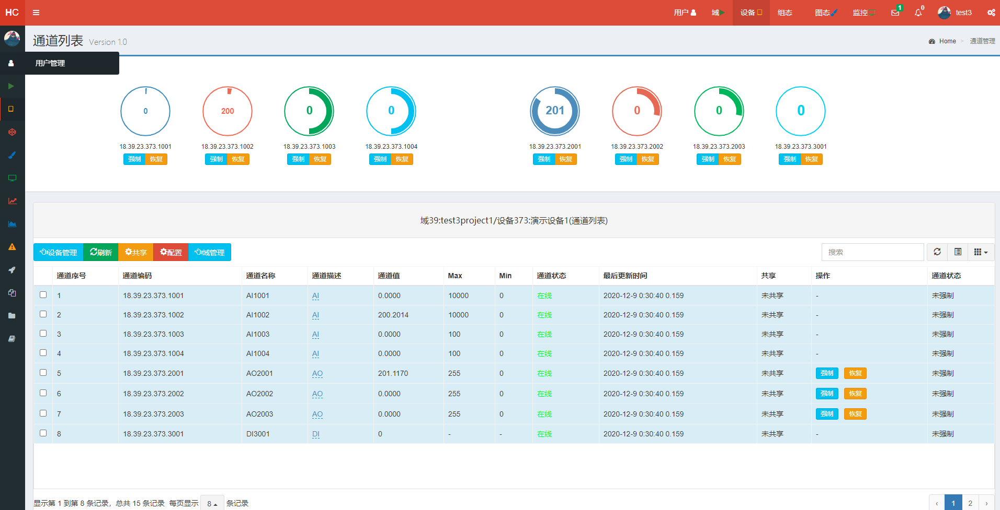 HC 用户 域 设备 组态 图态 监控 1 0 test3
通道列表 Version 1.0 Home > 通道管理
用户管理
0 200 0 0 201 0 0 0
18.39.23.373.1001 18.39.23.373.1002 18.39.23.373.1003 18.39.23.373.1004 18.39.23.373.2001 18.39.23.373.2002 18.39.23.373.2003 18.39.23.373.3001
强制 恢复 强制 恢复 强制 恢复 强制 恢复 强制 恢复 强制 恢复 强制 恢复 强制 恢复
域39:test3project1/设备373:演示设备1(通道列表)
设备管理 刷新 共享 配置 域管理 搜索
通道序号 通道编码 通道名称 通道描述 通道值 Max Min 通道状态 最后更新时间 共享 操作 通道状态
1 18.39.23.373.1001 AI1001 AI 0.0000 10000 0 在线 2020-12-9 0:30:40 0.159 未共享 - 未强制
2 18.39.23.373.1002 AI1002 AI 200.2014 10000 0 在线 2020-12-9 0:30:40 0.159 未共享 - 未强制
3 18.39.23.373.1003 AI1003 AI 0.0000 100 0 在线 2020-12-9 0:30:40 0.159 未共享 - 未强制
4 18.39.23.373.1004 AI1004 AI 0.0000 100 0 在线 2020-12-9 0:30:40 0.159 未共享 - 未强制
5 18.39.23.373.2001 AO2001 AO 201.1170 255 0 在线 2020-12-9 0:30:40 0.159 未共享 强制 恢复 未强制
6 18.39.23.373.2002 AO2002 AO 0.0000 255 0 在线 2020-12-9 0:30:40 0.159 未共享 强制 恢复 未强制
7 18.39.23.373.2003 AO2003 AO 0.0000 255 0 在线 2020-12-9 0:30:40 0.159 未共享 强制 恢复 未强制
8 18.39.23.373.3001 DI3001 DI 0 - - 在线 2020-12-9 0:30:40 0.159 未共享 - 未强制
显示第 1 到第 8 条记录，总共 15 条记录 每页显示 8 条记录 ‹ 1 2 ›